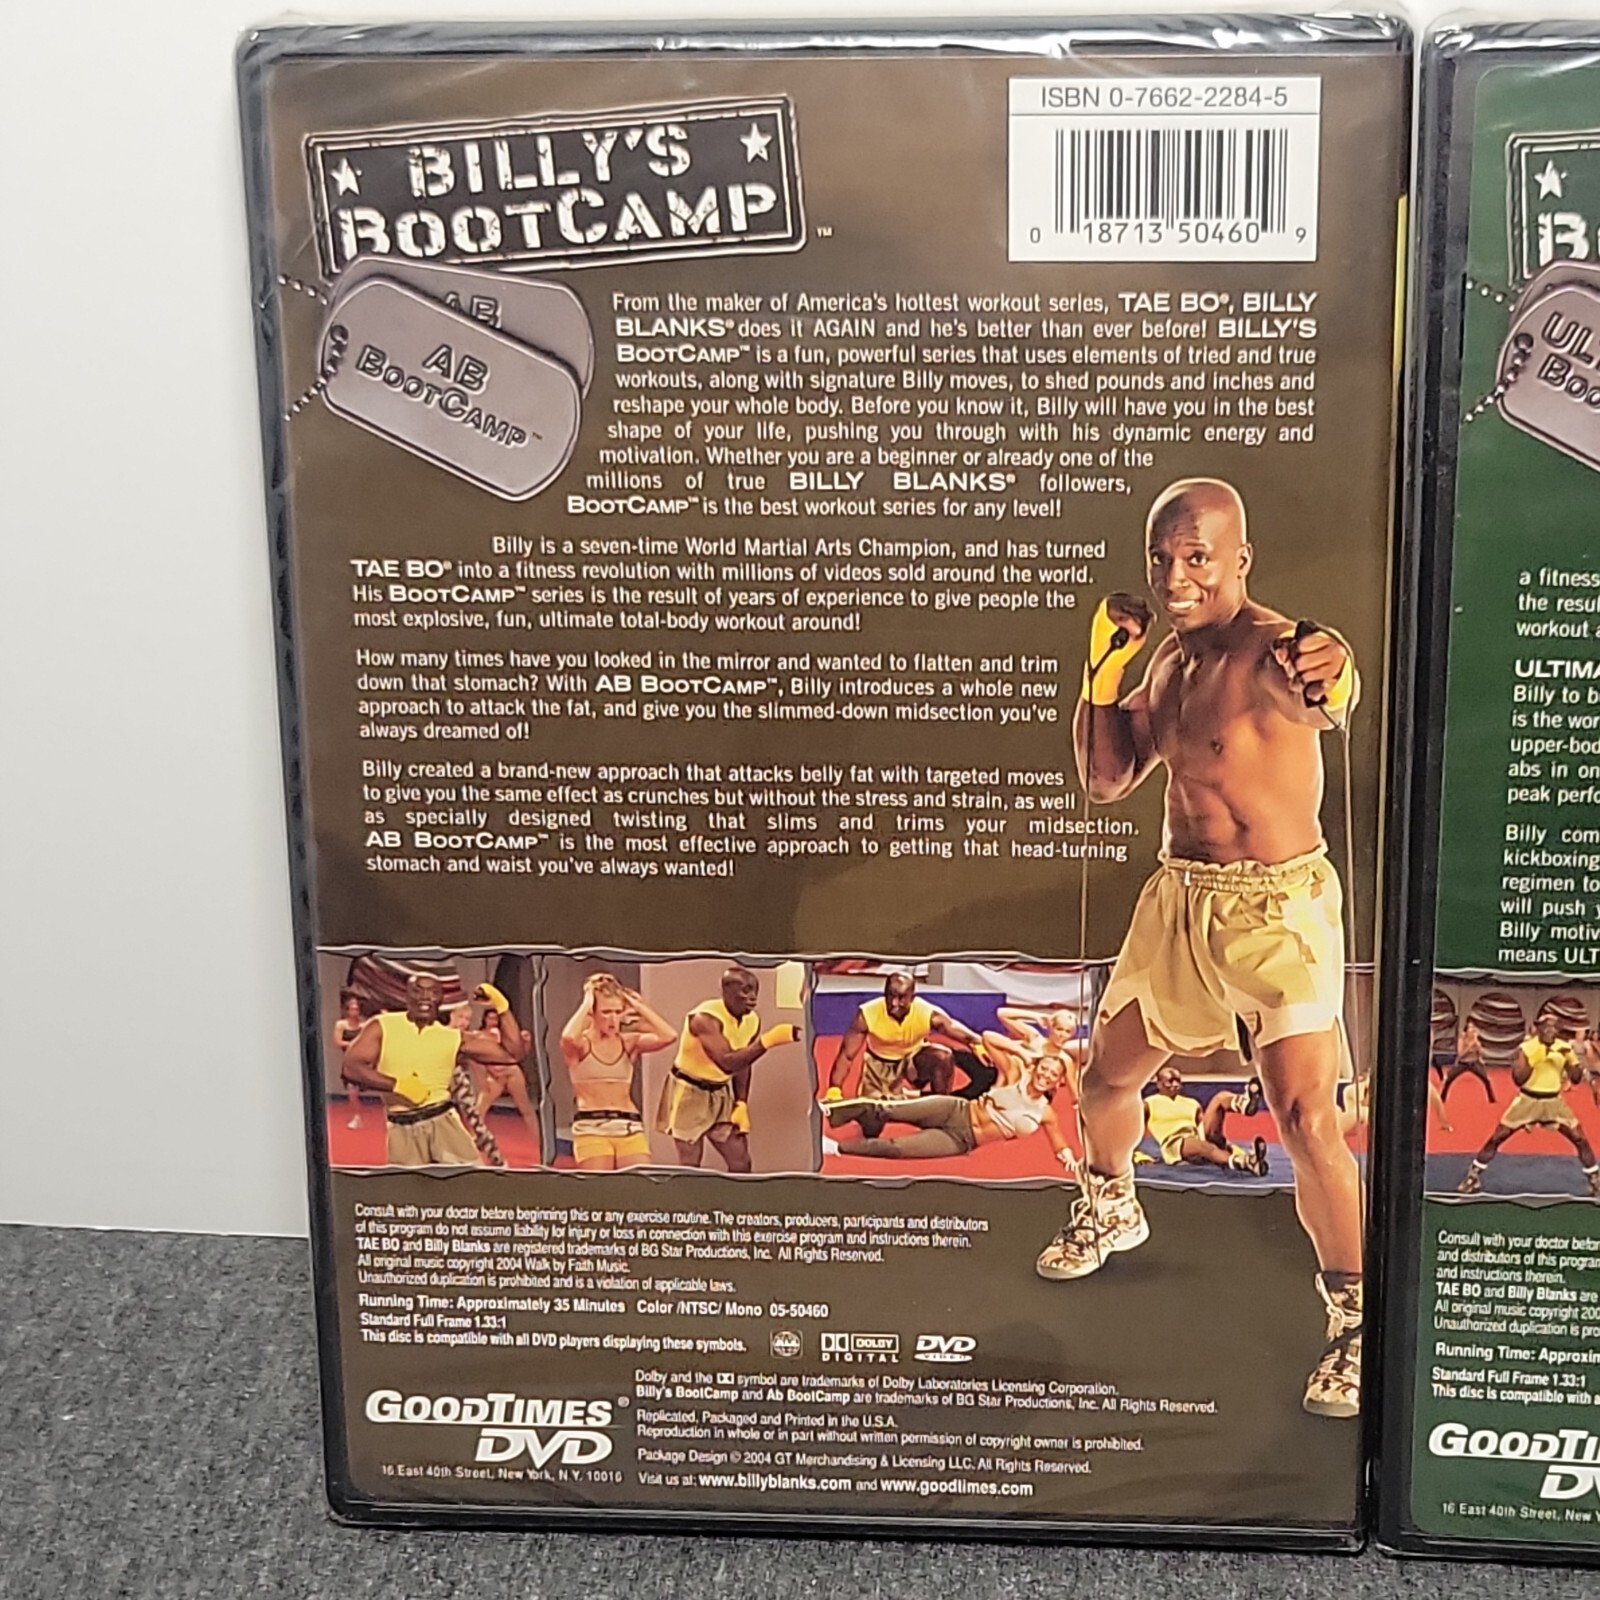 BILLY'S
BOOTCAMP™
ISBN 0-7662-2284-5
0 18713 50460 9
AB
AB
BOOTCAMP™
From the maker of America's hottest workout series, TAE BO®, BILLY
BLANKS® does it AGAIN and he's better than ever before! BILLY'S
BOOTCAMP™ is a fun, powerful series that uses elements of tried and true
workouts, along with signature Billy moves, to shed pounds and inches and
reshape your whole body. Before you know it, Billy will have you in the best
shape of your life, pushing you through with his dynamic energy and
motivation. Whether you are a beginner or already one of the
millions of true BILLY BLANKS® followers,
BOOTCAMP™ is the best workout series for any level!
Billy is a seven-time World Martial Arts Champion, and has turned
TAE BO® into a fitness revolution with millions of videos sold around the world.
His BOOTCAMP™ series is the result of years of experience to give people the
most explosive, fun, ultimate total-body workout around!
How many times have you looked in the mirror and wanted to flatten and trim
down that stomach? With AB BOOTCAMP™, Billy introduces a whole new
approach to attack the fat, and give you the slimmed-down midsection you've
always dreamed of!
Billy created a brand-new approach that attacks belly fat with targeted moves
to give you the same effect as crunches but without the stress and strain, as well
as specially designed twisting that slims and trims your midsection.
AB BOOTCAMP™ is the most effective approach to getting that head-turning
stomach and waist you've always wanted!
Consult with your doctor before beginning this or any exercise routine. The creators, producers, participants and distributors
of this program do not assume liability for injury or loss in connection with this exercise program and instructions therein.
TAE BO and Billy Blanks are registered trademarks of BG Star Productions, Inc. All Rights Reserved.
All original music copyright 2004 Walk by Faith Music.
Unauthorized duplication is prohibited and is a violation of applicable laws.
Running Time: Approximately 35 Minutes Color /NTSC/ Mono 05-50460
Standard Full Frame 1.33:1
This disc is compatible with all DVD players displaying these symbols.
DOLBY
DIGITAL
DVD
VIDEO
GOODTIMES®
DVD
16 East 40th Street, New York, N.Y. 10016
Dolby and the symbol are trademarks of Dolby Laboratories Licensing Corporation.
Billy's BootCamp and Ab BootCamp are trademarks of BG Star Productions, Inc. All Rights Reserved.
Replicated, Packaged and Printed in the U.S.A.
Reproduction in whole or in part without written permission of copyright owner is prohibited.
Package Design © 2004 GT Merchandising & Licensing LLC. All Rights Reserved.
Visit us at: www.billyblanks.com and www.goodtimes.com
a fitness
the
workout
Billy to b
is the
abs in
peak
Billy
kickboxing
regimen to
will push
Billy
means
Consult with your doctor
and distributors of this
and instructions therein.
TAE BO and Billy Blanks are
All original music copyright
Unauthorized duplication is
Running Time:
Standard Full Frame 1.33:1
This disc is compatible with
16 East 40th Street, New